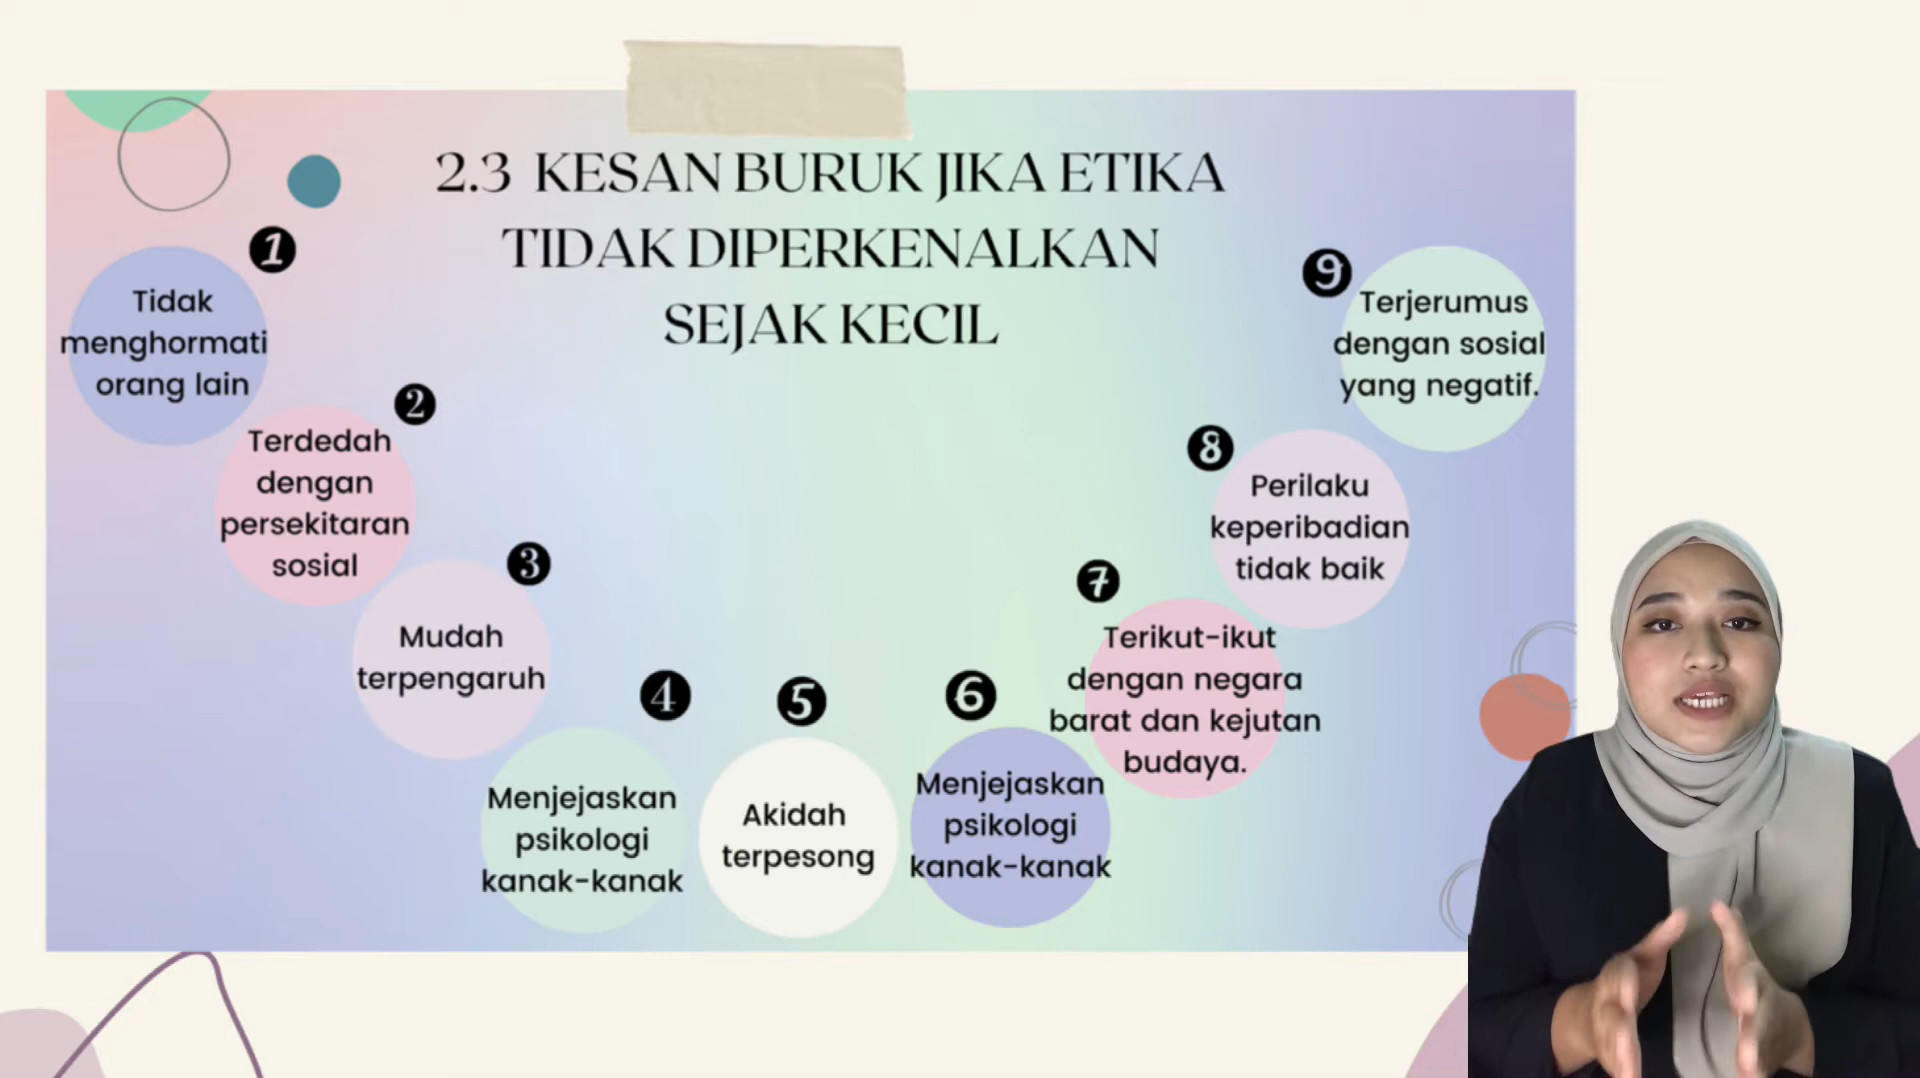 2.3 KESAN BURUK JIKA ETIKA
TIDAK DIPERKENALKAN
SEJAK KECIL
1
Tidak
menghormati
orang lain
2
Terdedah
dengan
persekitaran
sosial
3
Mudah
terpengaruh
4
Menjejaskan
psikologi
kanak-kanak
5
Akidah
terpesong
6
Menjejaskan
psikologi
kanak-kanak
7
Terikut-ikut
dengan negara
barat dan kejutan
budaya.
8
Perilaku
keperibadian
tidak baik
9
Terjerumus
dengan sosial
yang negatif.